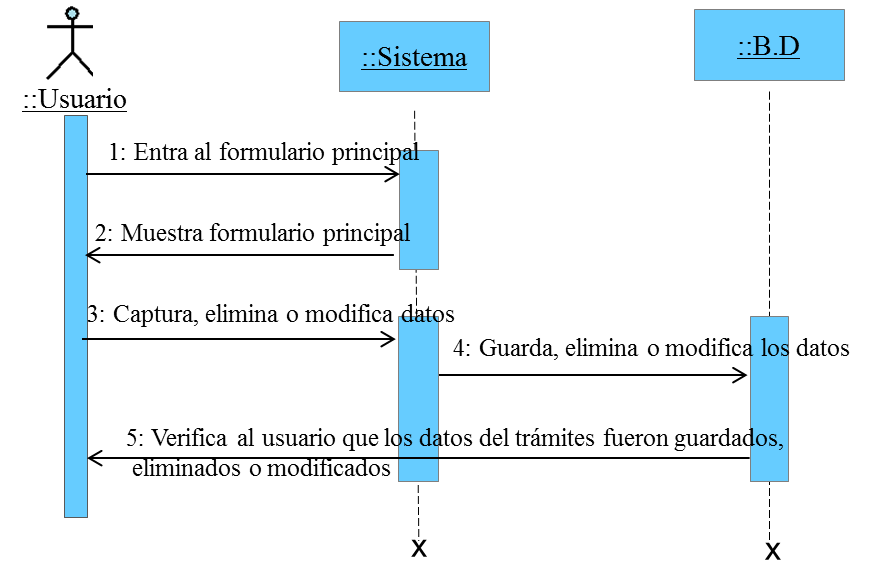 ::Usuario
::Sistema
::B.D
1: Entra al formulario principal
2: Muestra formulario principal
3: Captura, elimina o modifica datos
4: Guarda, elimina o modifica los datos
5: Verifica al usuario que los datos del trámites fueron guardados,
eliminados o modificados
X
X